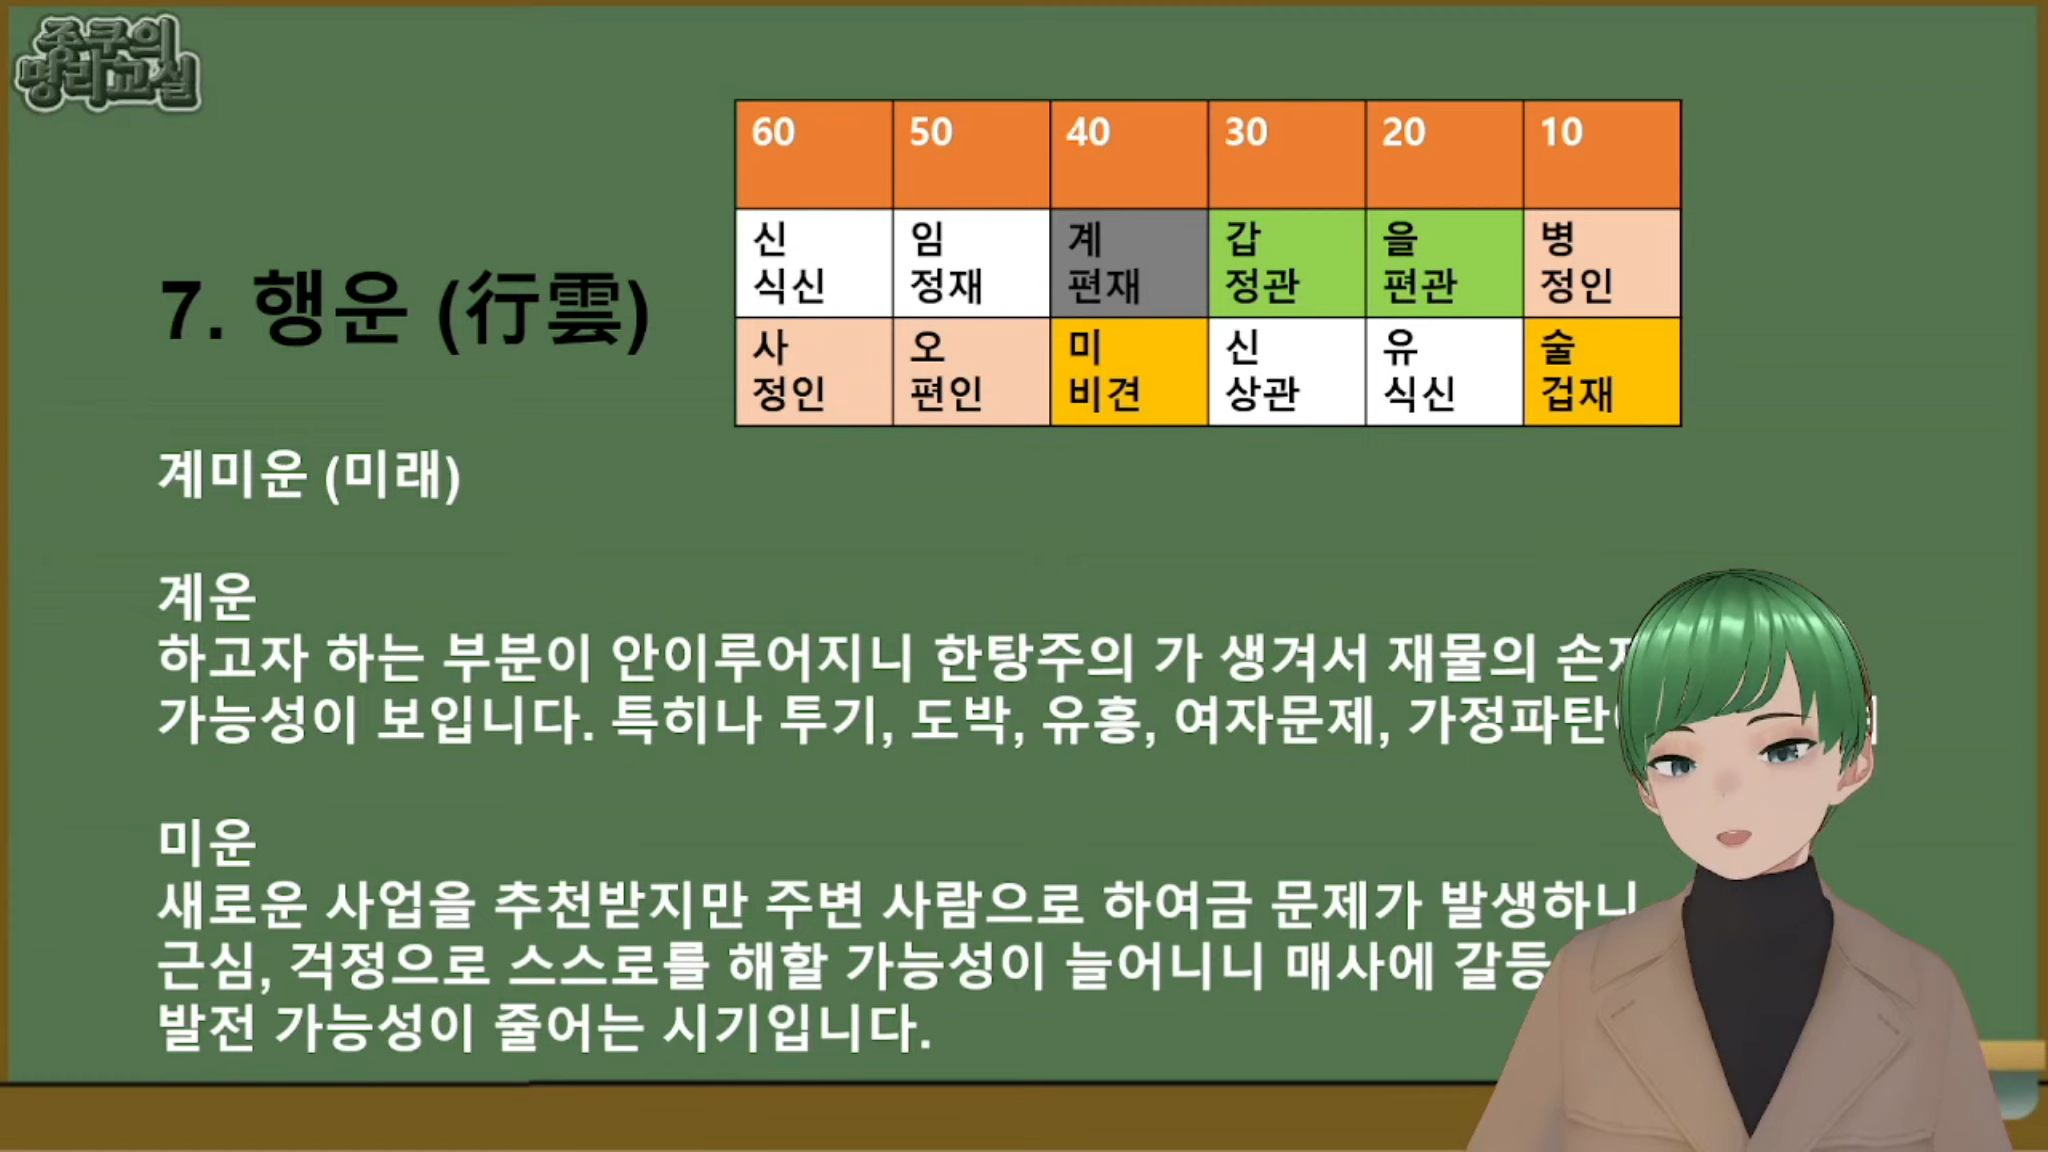 종쿠의
명리교실
60 50 40 30 20 10
신 임 계 갑 을 병
식신 정재 편재 정관 편관 정인
사 오 미 신 유 술
정인 편인 비견 상관 식신 겁재
7. 행운 (行雲)
계미운 (미래)
계운
하고자 하는 부분이 안이루어지니 한탕주의 가 생겨서 재물의
가능성이 보입니다. 특히나 투기, 도박, 유흥, 여자문제, 가정파탄
미운
새로운 사업을 추천받지만 주변 사람으로 하여금 문제가 발생하니
근심, 걱정으로 스스로를 해할 가능성이 늘어니니 매사에 갈등
발전 가능성이 줄어는 시기입니다.